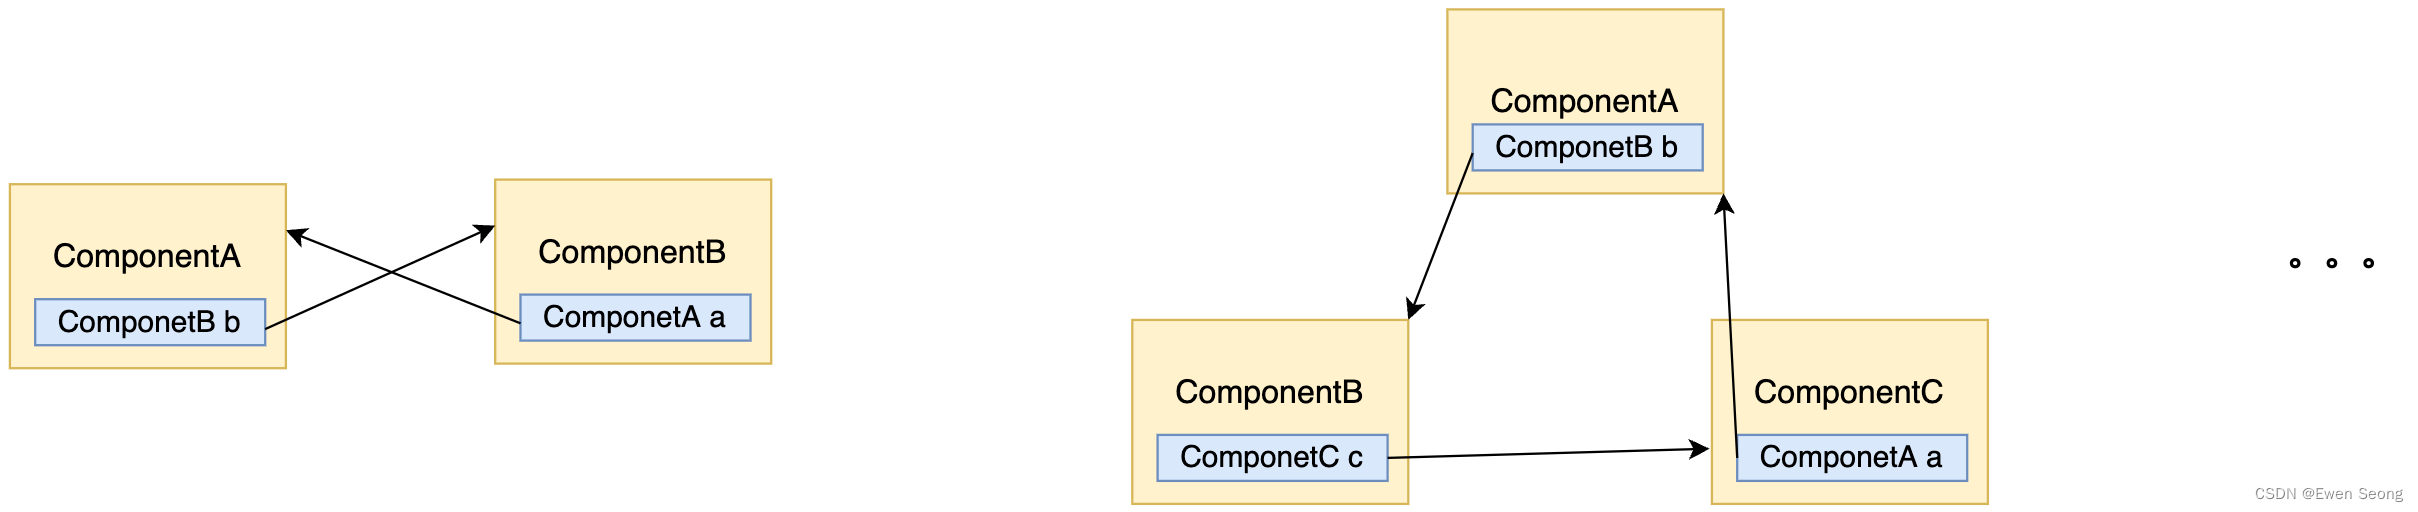 ComponentA
ComponetB b
ComponentB
ComponetA a
ComponentA
ComponetB b
ComponentB
ComponetC c
ComponentC
ComponetA a
CSDN @Ewen Seong